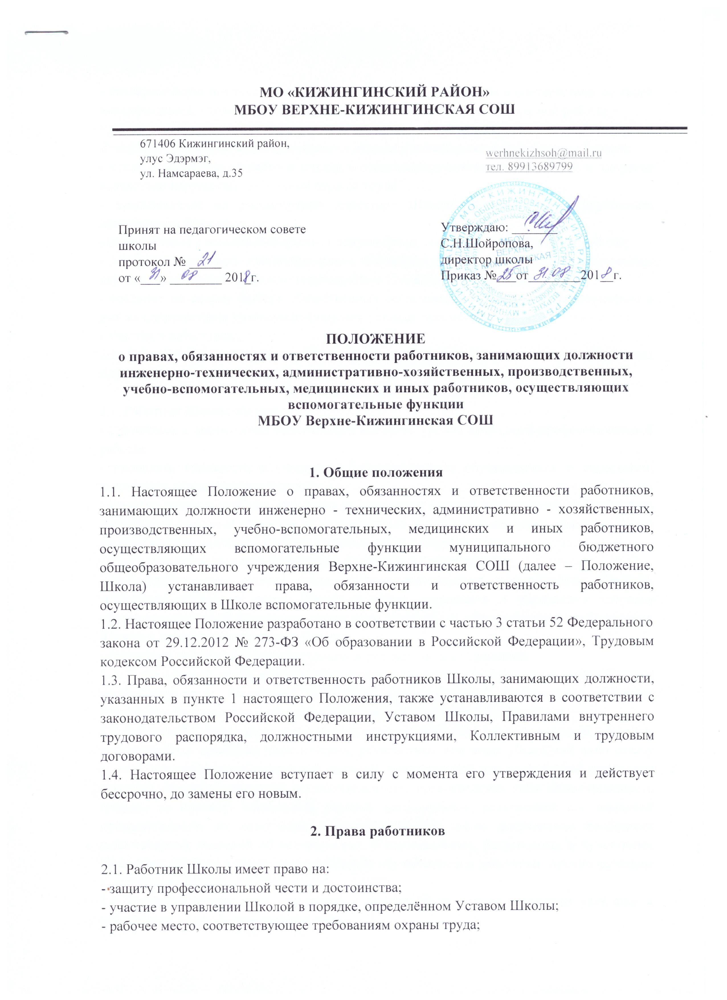 МО «КИЖИНГИНСКИЙ РАЙОН»
МБОУ ВЕРХНЕ-КИЖИНГИНСКАЯ СОШ
671406 Кижингинский район,
улус Эдэрмэг,
ул. Намсараева, д.35
werhnekizhsoh@mail.ru
тел. 89913689799
Принят на педагогическом совете
школы
протокол № 21
от «31» 08 2018г.
Утверждаю:
С.Н.Шойропова,
директор школы
Приказ №25 от 31.08 2018г.
АДМИНИСТРАЦИЯ МО "КИЖИНГИНСКИЙ РАЙОН" РБ
МБОУ
ВЕРХНЕ-
КИЖИНГИНСКАЯ
СОШ
ПОЛОЖЕНИЕ
о правах, обязанностях и ответственности работников, занимающих должности
инженерно-технических, административно-хозяйственных, производственных,
учебно-вспомогательных, медицинских и иных работников, осуществляющих
вспомогательные функции
МБОУ Верхне-Кижингинская СОШ
1. Общие положения
1.1. Настоящее Положение о правах, обязанностях и ответственности работников,
занимающих должности инженерно - технических, административно - хозяйственных,
производственных, учебно-вспомогательных, медицинских и иных работников,
осуществляющих вспомогательные функции муниципального бюджетного
общеобразовательного учреждения Верхне-Кижингинская СОШ (далее – Положение,
Школа) устанавливает права, обязанности и ответственность работников,
осуществляющих в Школе вспомогательные функции.
1.2. Настоящее Положение разработано в соответствии с частью 3 статьи 52 Федерального
закона от 29.12.2012 № 273-ФЗ «Об образовании в Российской Федерации», Трудовым
кодексом Российской Федерации.
1.3. Права, обязанности и ответственность работников Школы, занимающих должности,
указанных в пункте 1 настоящего Положения, также устанавливаются в соответствии с
законодательством Российской Федерации, Уставом Школы, Правилами внутреннего
трудового распорядка, должностными инструкциями, Коллективным и трудовым
договорами.
1.4. Настоящее Положение вступает в силу с момента его утверждения и действует
бессрочно, до замены его новым.
2. Права работников
2.1. Работник Школы имеет право на:
- защиту профессиональной чести и достоинства;
- участие в управлении Школой в порядке, определённом Уставом Школы;
- рабочее место, соответствующее требованиям охраны труда;